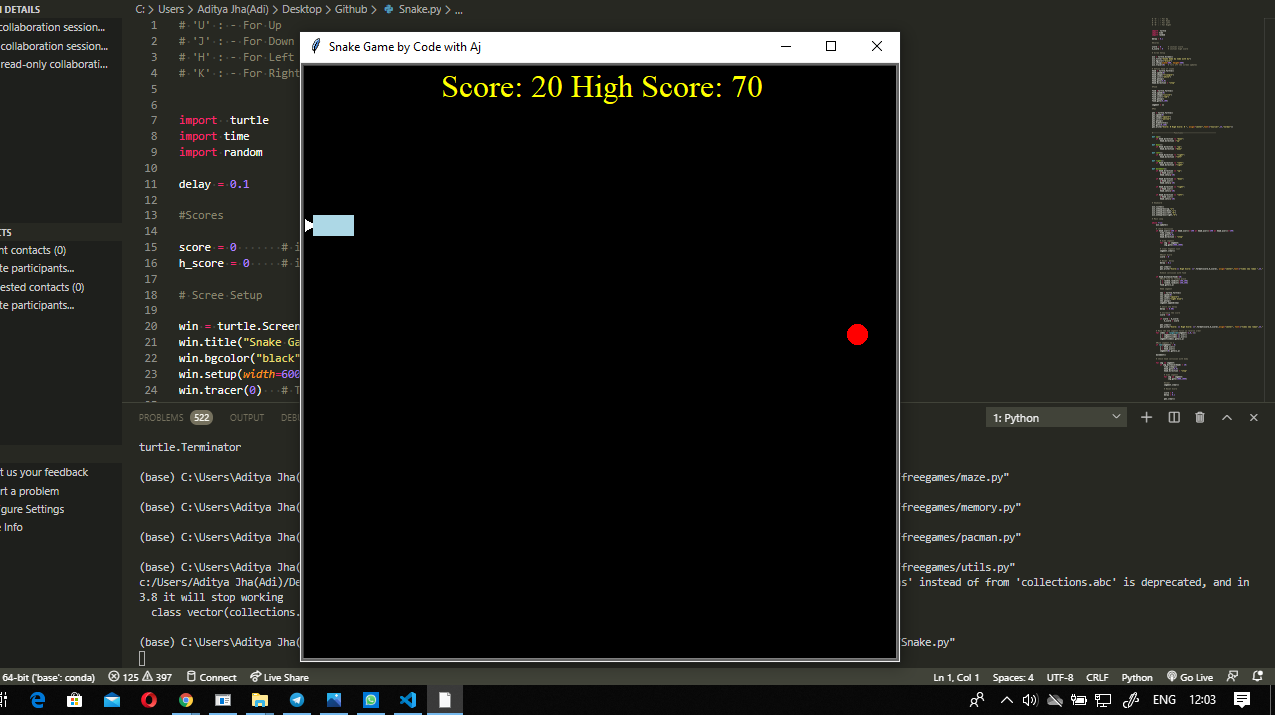 DETAILS
C: > Users > Aditya Jha(Adi) > Desktop > Github > Snake.py > ...
collaboration session...
collaboration session...
read-only collaborati...
1 # 'U' : - For Up
2 # 'J' : - For Down
3 # 'H' : - For Left
4 # 'K' : - For Right
5
6
7 import turtle
8 import time
9 import random
10
11 delay = 0.1
12
13 #Scores
14
15 score = 0 # i
16 h_score = 0 # i
17
18 # Scree Setup
19
20 win = turtle.Screen
21 win.title("Snake Ga
22 win.bgcolor("black"
23 win.setup(width=600
24 win.tracer(0) # T
Snake Game by Code with Aj
Score: 20 High Score: 70
TS
nt contacts (0)
te participants...
ested contacts (0)
te participants...
t us your feedback
rt a problem
gure Settings
Info
PROBLEMS 522 OUTPUT DEB
1: Python
turtle.Terminator
(base) C:\Users\Aditya Jha( freegames/maze.py"
(base) C:\Users\Aditya Jha( freegames/memory.py"
(base) C:\Users\Aditya Jha( freegames/pacman.py"
(base) C:\Users\Aditya Jha( freegames/utils.py"
c:/Users/Aditya Jha(Adi)/De s' instead of from 'collections.abc' is deprecated, and in
3.8 it will stop working
class vector(collections.
(base) C:\Users\Aditya Jha( Snake.py"
64-bit ('base': conda) 125 397 Connect Live Share Ln 1, Col 1 Spaces: 4 UTF-8 CRLF Python Go Live
ENG 12:03